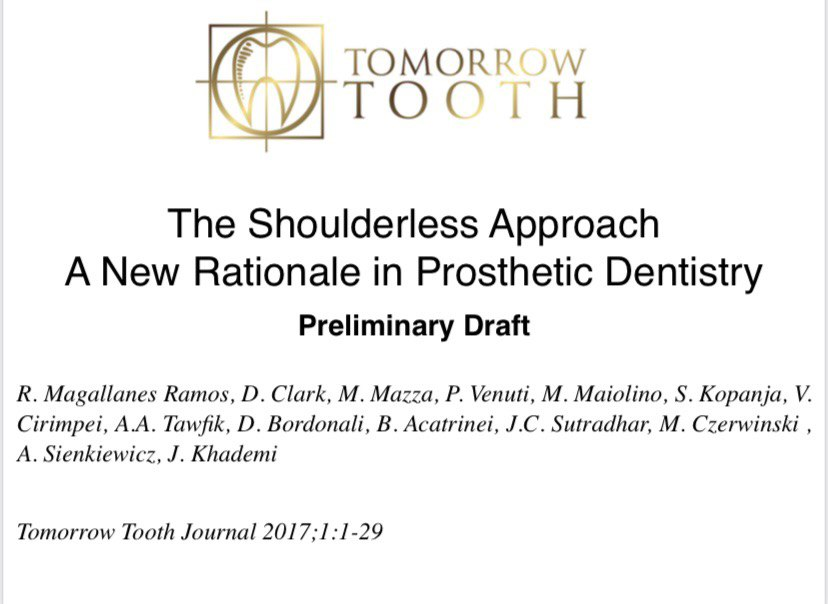 TOMORROW
TOOTH
The Shoulderless Approach
A New Rationale in Prosthetic Dentistry
Preliminary Draft
R. Magallanes Ramos, D. Clark, M. Mazza, P. Venuti, M. Maiolino, S. Kopanja, V.
Cirimpei, A.A. Tawfik, D. Bordonali, B. Acatrinei, J.C. Sutradhar, M. Czerwinski ,
A. Sienkiewicz, J. Khademi
Tomorrow Tooth Journal 2017;1:1-29